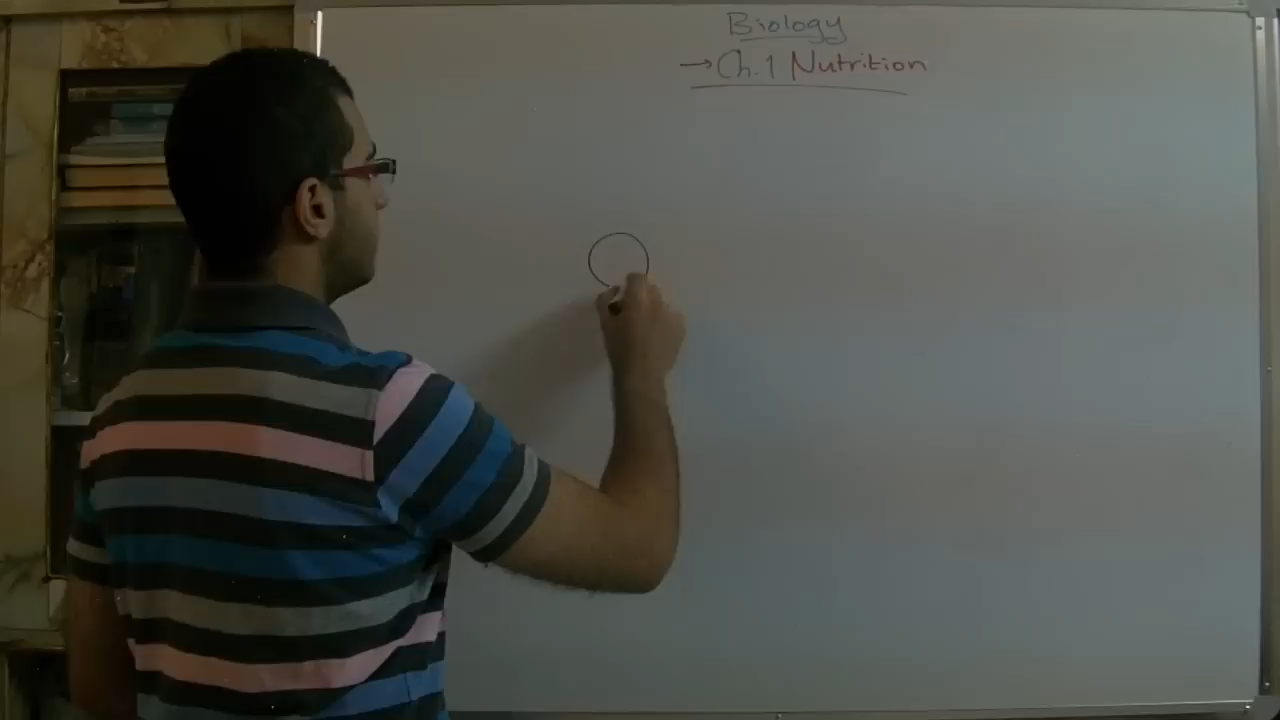 Biology
→ Ch. 1 Nutrition